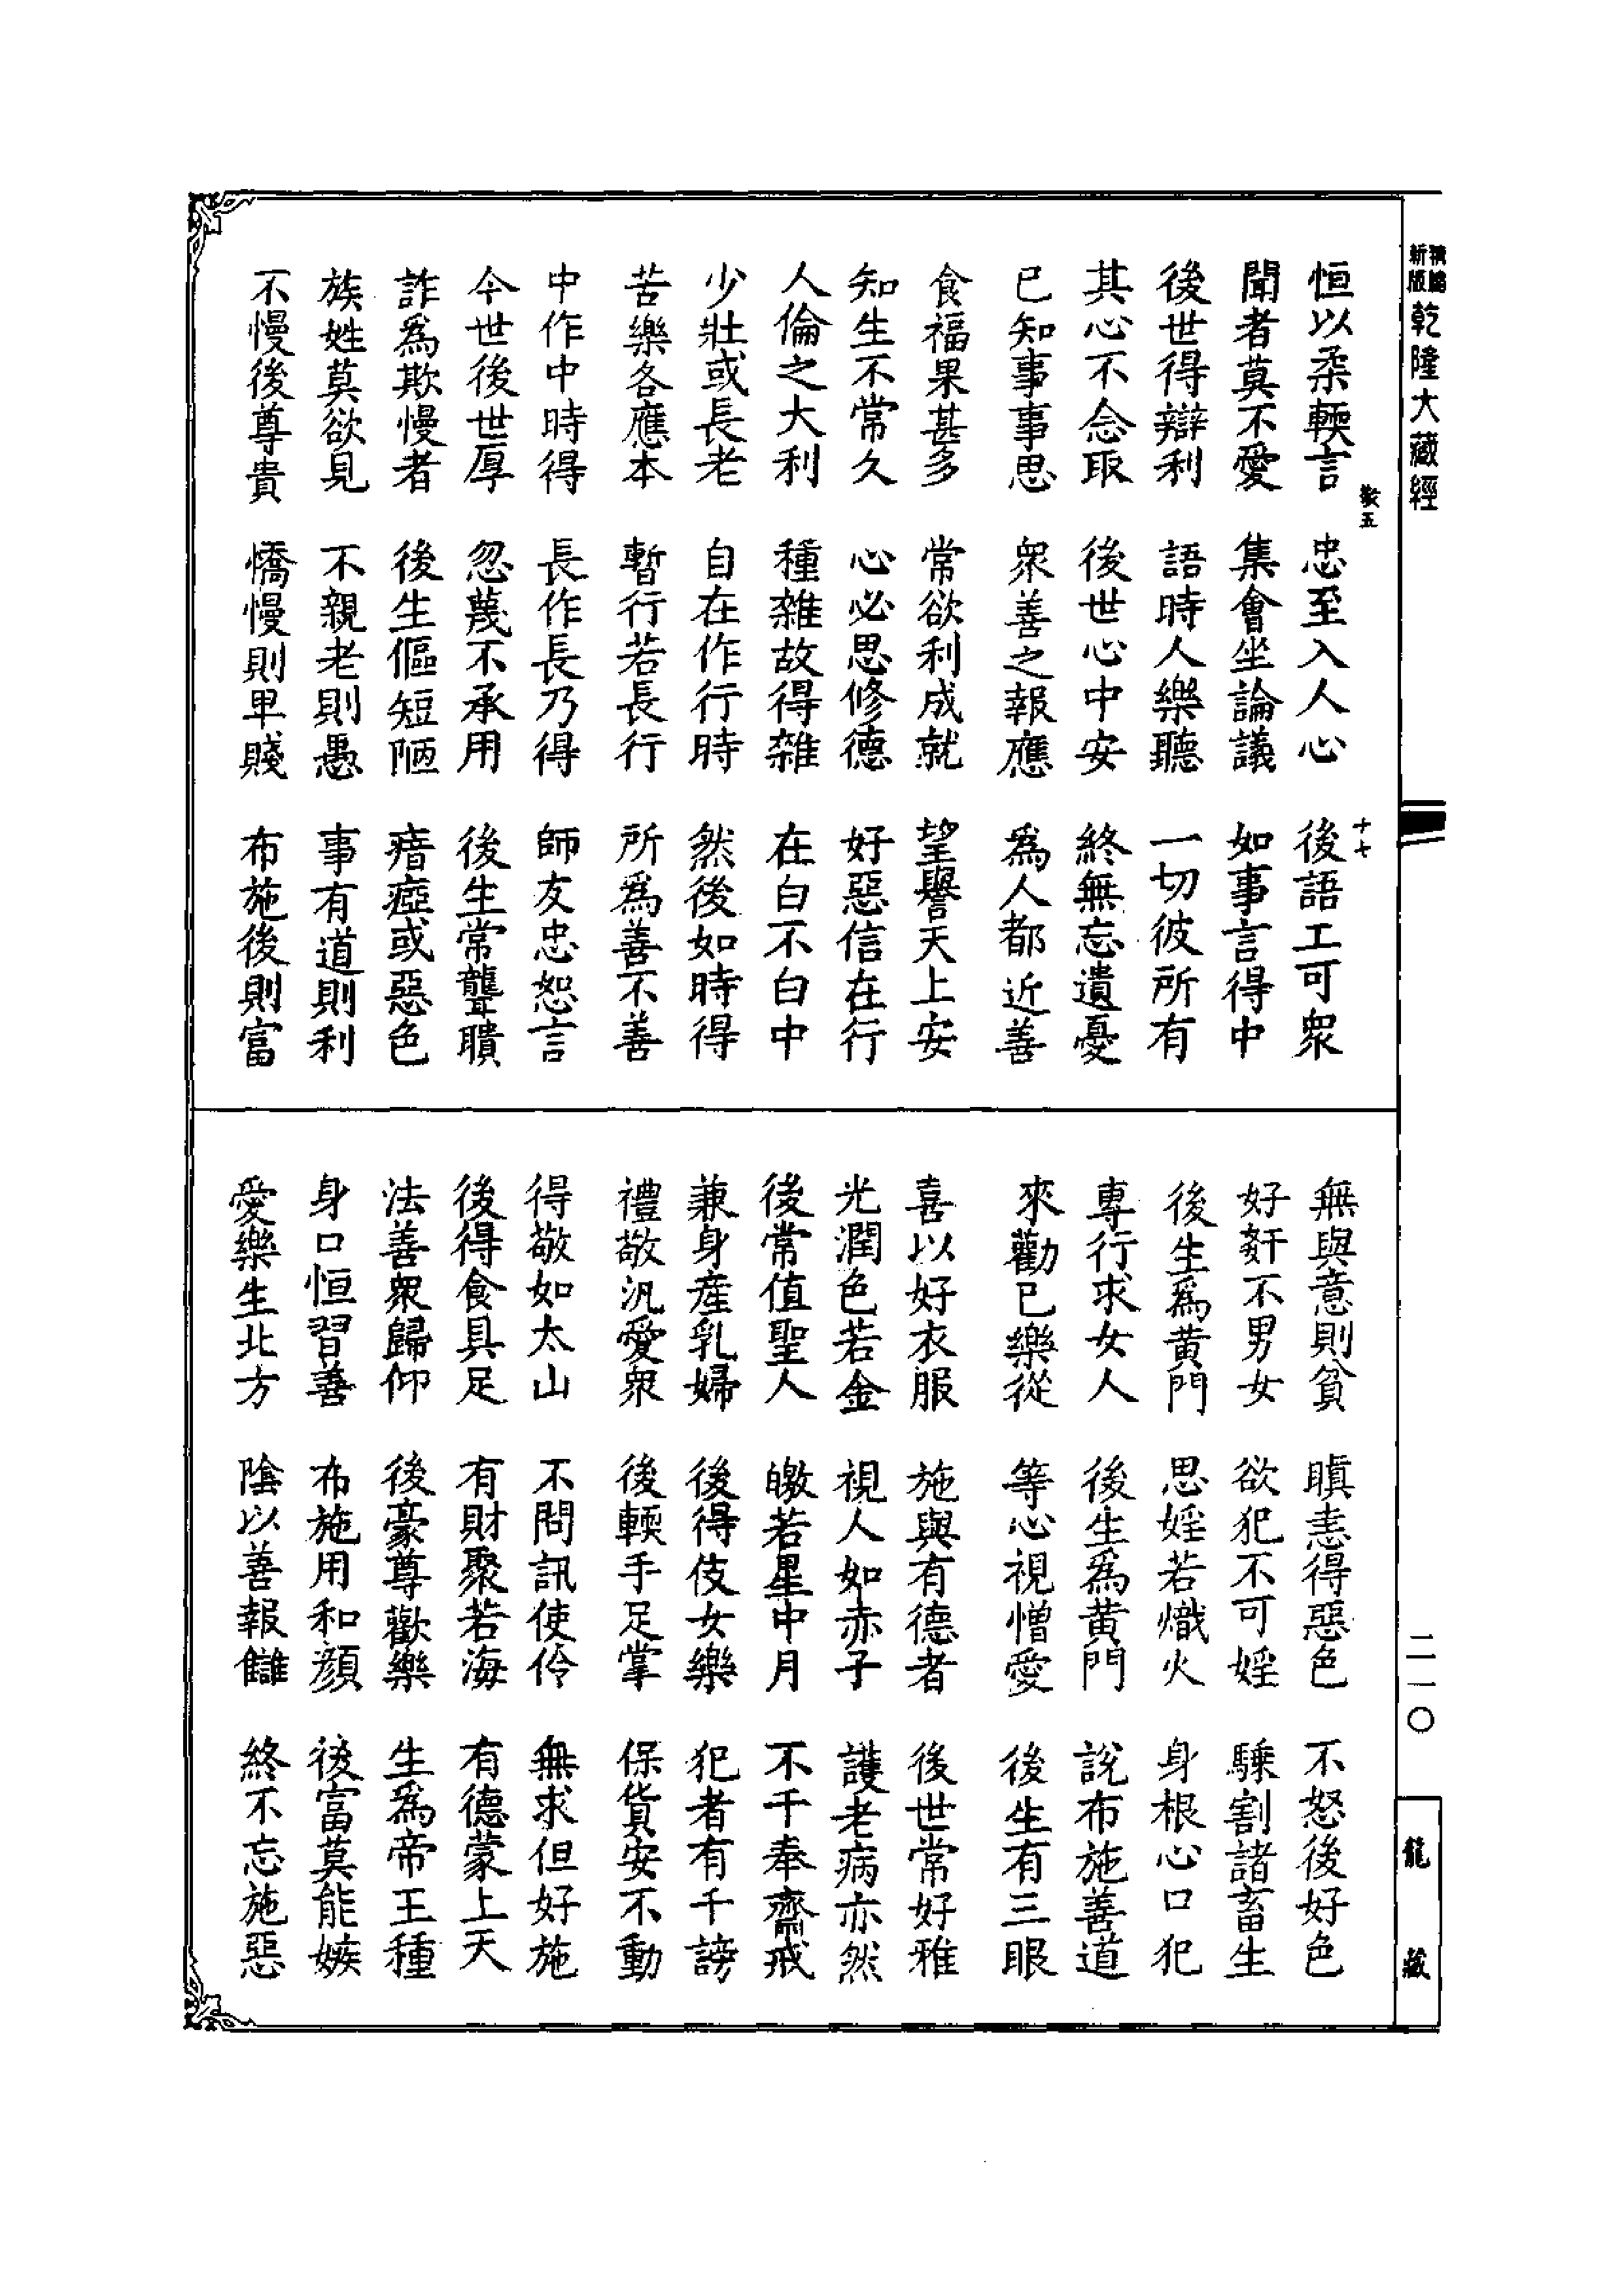 乾隆大藏經
新版
恒以柔輭言　忠至入人心　後語工可衆
聞者莫不愛　集會坐論議　如事言得中
後世得辯利　語時人樂聽　一切彼所有
其心不念取　後世心中安　終無忘遺憂
已知事事思　衆善之報應　為人都近善
食福果甚多　常欲利成就　望譽天上安
知生不常久　心必思修德　好惡信在行
人倫之大利　種雜故得雜　在白不白中
少壯或長老　自在作行時　然後如時得
苦樂各應本　暫行若長行　所為善不善
中作中時得　長作長乃得　師友忠恕言
今世後世厚　忽蔑不承用　後生常聾聵
詐為欺慢者　後生傴短陋　瘖瘂或惡色
族姓莫欲見　不親老則愚　事有道則利
不慢後尊貴　憍慢則卑賤　布施後則富
無與意則貧　瞋恚得惡色　不怒後好色
好姧不男女　欲犯不可婬　騬割諸畜生
後生為黃門　思婬若熾火　身根心口犯
專行求女人　後生為黃門　說布施善道
來勸已樂從　等心視憎愛　後生有三眼
喜以好衣服　施與有德者　後世常好雅
光潤色若金　視人如赤子　護老病亦然
後常值聖人　皦若星中月　不干奉齋戒
兼身産乳婦　後得伎女樂　犯者有千謗
禮敬汎愛衆　後輭手足掌　保貨安不動
得敬如太山　不問訊使伶　無求但好施
後得食具足　有財聚若海　有德蒙上天
法善衆歸仰　後豪尊歡樂　生為帝王種
身口恒習善　布施用和顏　後富莫能嫉
愛樂生北方　陰以善報讎　終不忘施惡
敬五
十七
二一〇
龍藏